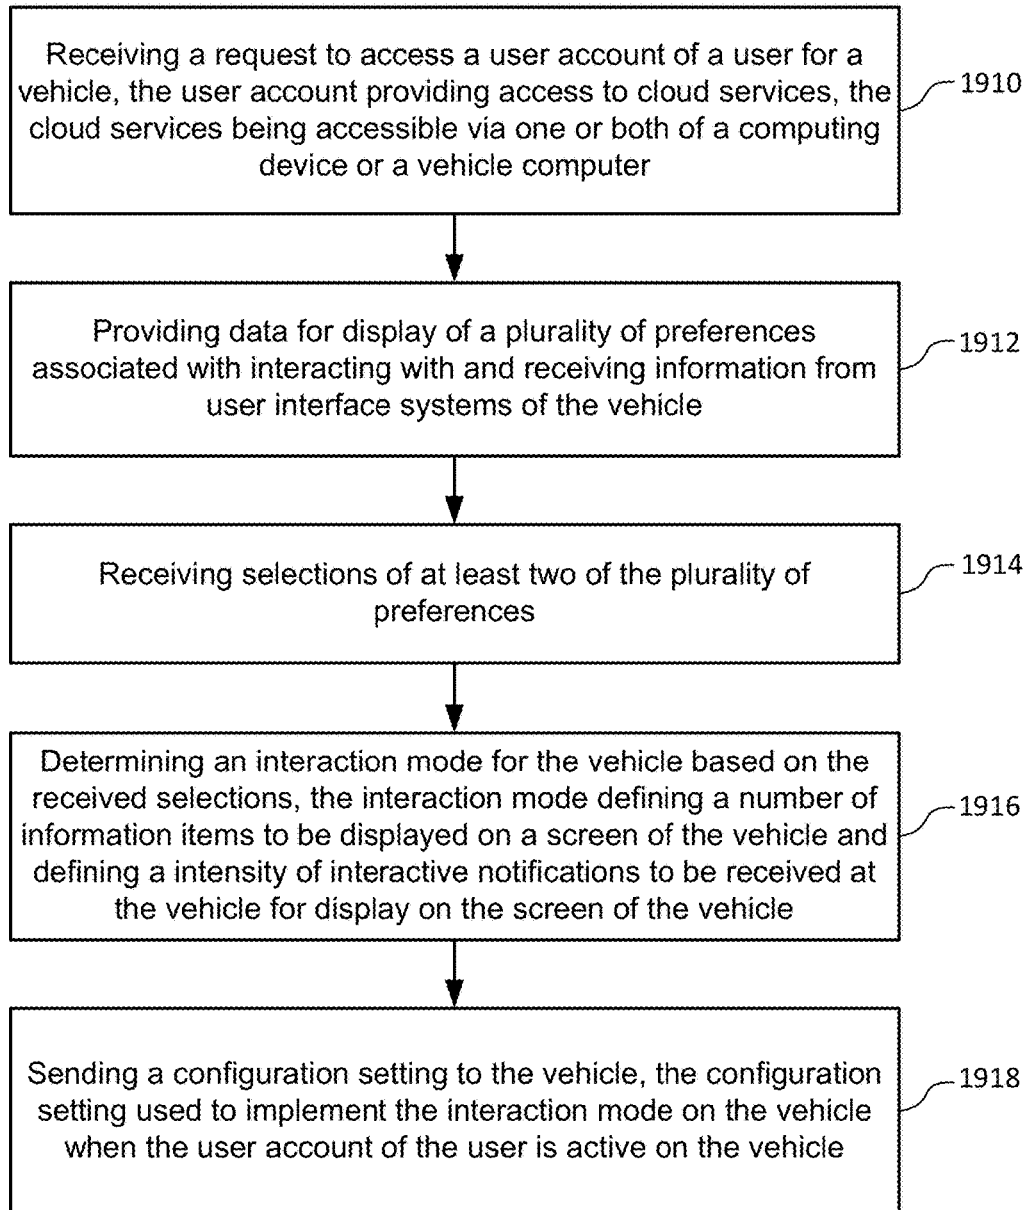 Receiving a request to access a user account of a user for a
vehicle, the user account providing access to cloud services, the
cloud services being accessible via one or both of a computing
device or a vehicle computer
1910
Providing data for display of a plurality of preferences
associated with interacting with and receiving information from
user interface systems of the vehicle
1912
Receiving selections of at least two of the plurality of
preferences
1914
Determining an interaction mode for the vehicle based on the
received selections, the interaction mode defining a number of
information items to be displayed on a screen of the vehicle and
defining a intensity of interactive notifications to be received at
the vehicle for display on the screen of the vehicle
1916
Sending a configuration setting to the vehicle, the configuration
setting used to implement the interaction mode on the vehicle
when the user account of the user is active on the vehicle
1918